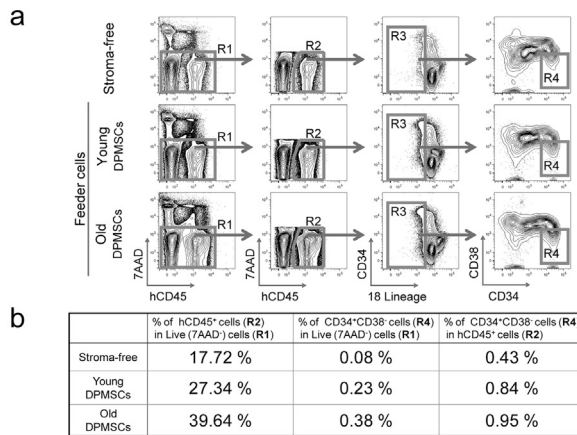 a
Stroma-free
R1
R2
R3
R4
Feeder cells
Young
DPMSCs
R1
R2
R3
R4
Old
DPMSCs
R1
R2
R3
R4
7AAD
hCD45
7AAD
hCD45
CD34
18 Lineage
CD38
CD34
b
% of hCD45⁺ cells (R2)
in Live (7AAD⁻) cells (R1)
% of CD34⁺CD38⁻ cells (R4)
in Live (7AAD⁻) cells (R1)
% of CD34⁺CD38⁻ cells (R4
in hCD45⁺ cells (R2)
Stroma-free 17.72 % 0.08 % 0.43 %
Young
DPMSCs 27.34 % 0.23 % 0.84 %
Old
DPMSCs 39.64 % 0.38 % 0.95 %